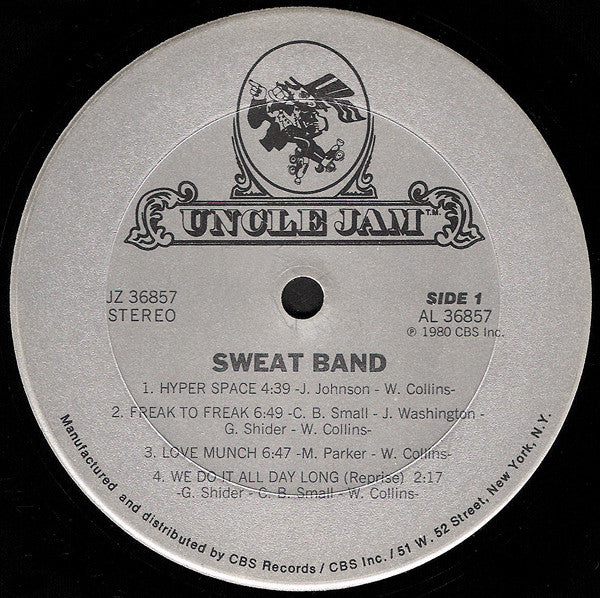 UNCLE JAM T.M.
JZ 36857
STEREO
SIDE 1
AL 36857
℗ 1980 CBS Inc.
SWEAT BAND
1. HYPER SPACE 4:39 -J. Johnson - W. Collins-
2. FREAK TO FREAK 6:49 -C. B. Small - J. Washington -
G. Shider - W. Collins-
3. LOVE MUNCH 6:47 -M. Parker - W. Collins-
4. WE DO IT ALL DAY LONG (Reprise) 2:17
-G. Shider - C. B. Small - W. Collins-
Manufactured and distributed by CBS Records / CBS Inc. / 51 W. 52 Street, New York, N.Y.